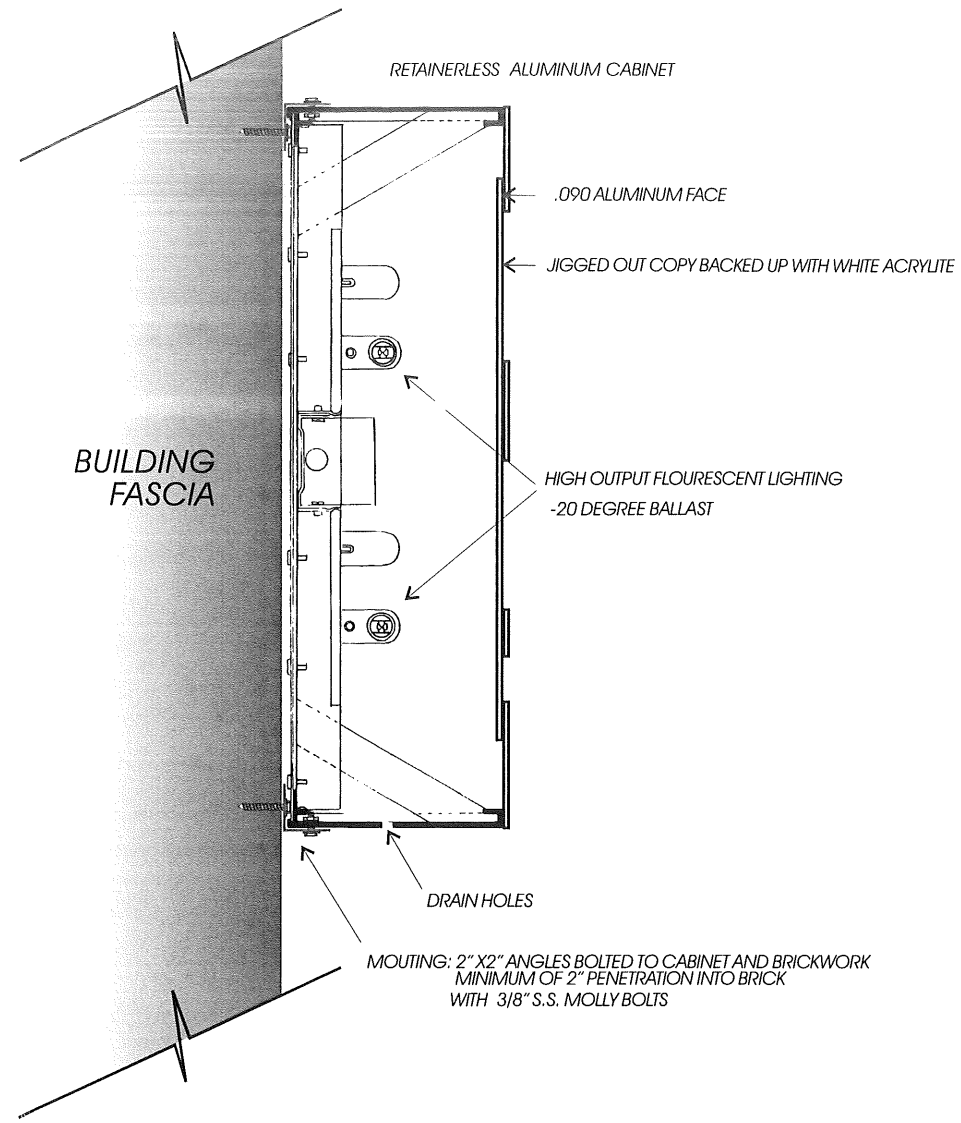 RETAINERLESS ALUMINUM CABINET
.090 ALUMINUM FACE
JIGGED OUT COPY BACKED UP WITH WHITE ACRYLITE
BUILDING
FASCIA
HIGH OUTPUT FLOURESCENT LIGHTING
-20 DEGREE BALLAST
DRAIN HOLES
MOUTING: 2" X2" ANGLES BOLTED TO CABINET AND BRICKWORK
MINIMUM OF 2" PENETRATION INTO BRICK
WITH 3/8" S.S. MOLLY BOLTS